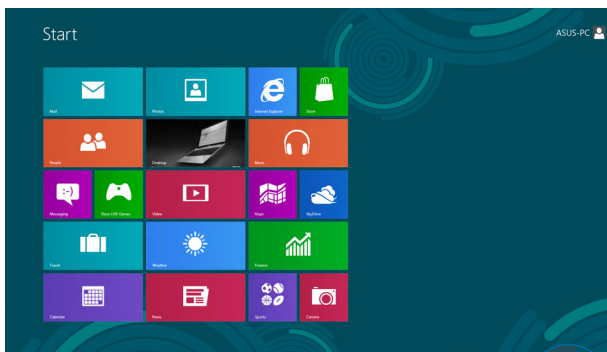 Start
ASUS-PC
Mail
Photos
Internet Explorer
Store
People
Desktop
Music
Messaging
Xbox LIVE Games
Video
Maps
SkyDrive
Travel
Weather
Finance
Calendar
News
Sports
Camera